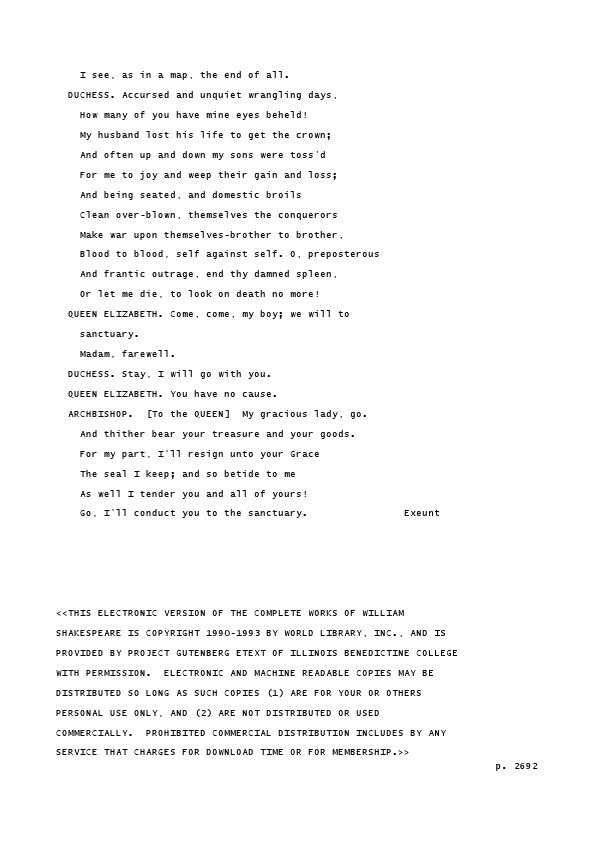 I see, as in a map, the end of all.
DUCHESS. Accursed and unquiet wrangling days,
How many of you have mine eyes beheld!
My husband lost his life to get the crown;
And often up and down my sons were toss'd
For me to joy and weep their gain and loss;
And being seated, and domestic broils
Clean over-blown, themselves the conquerors
Make war upon themselves-brother to brother,
Blood to blood, self against self. O, preposterous
And frantic outrage, end thy damned spleen,
Or let me die, to look on death no more!
QUEEN ELIZABETH. Come, come, my boy; we will to
sanctuary.
Madam, farewell.
DUCHESS. Stay, I will go with you.
QUEEN ELIZABETH. You have no cause.
ARCHBISHOP.  [To the QUEEN]  My gracious lady, go.
And thither bear your treasure and your goods.
For my part, I'll resign unto your Grace
The seal I keep; and so betide to me
As well I tender you and all of yours!
Go, I'll conduct you to the sanctuary.                Exeunt
<<THIS ELECTRONIC VERSION OF THE COMPLETE WORKS OF WILLIAM
SHAKESPEARE IS COPYRIGHT 1990-1993 BY WORLD LIBRARY, INC., AND IS
PROVIDED BY PROJECT GUTENBERG ETEXT OF ILLINOIS BENEDICTINE COLLEGE
WITH PERMISSION.  ELECTRONIC AND MACHINE READABLE COPIES MAY BE
DISTRIBUTED SO LONG AS SUCH COPIES (1) ARE FOR YOUR OR OTHERS
PERSONAL USE ONLY, AND (2) ARE NOT DISTRIBUTED OR USED
COMMERCIALLY.  PROHIBITED COMMERCIAL DISTRIBUTION INCLUDES BY ANY
SERVICE THAT CHARGES FOR DOWNLOAD TIME OR FOR MEMBERSHIP.>>
p. 2692